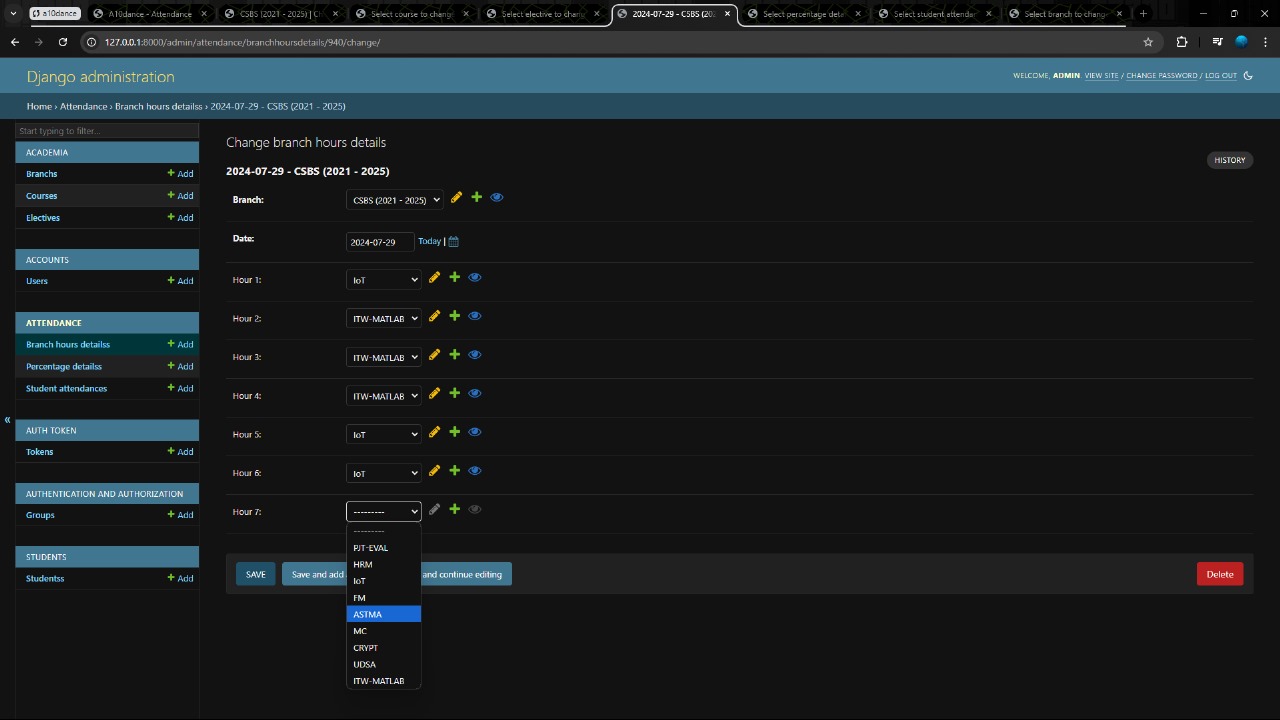 a10dance
A10dance - Attendance
CSBS (2021 - 2025) | C
Select course to chang
Select elective to chan
2024-07-29 - CSBS (202
Select percentage deta
Select student attendan
Select branch to change
127.0.0.1:8000/admin/attendance/branchhoursdetails/940/change/
Django administration
WELCOME, ADMIN. VIEW SITE / CHANGE PASSWORD / LOG OUT
Home › Attendance › Branch hours detailss › 2024-07-29 - CSBS (2021 - 2025)
Start typing to filter...
ACADEMIA
Branchs + Add
Courses + Add
Electives + Add
ACCOUNTS
Users + Add
ATTENDANCE
Branch hours detailss + Add
Percentage detailss + Add
Student attendances + Add
AUTH TOKEN
Tokens + Add
AUTHENTICATION AND AUTHORIZATION
Groups + Add
STUDENTS
Studentss + Add
«
Change branch hours details
HISTORY
2024-07-29 - CSBS (2021 - 2025)
Branch: CSBS (2021 - 2025)
Date: 2024-07-29 Today |
Hour 1: IoT
Hour 2: ITW-MATLAB
Hour 3: ITW-MATLAB
Hour 4: ITW-MATLAB
Hour 5: IoT
Hour 6: IoT
Hour 7: ---------
---------
PJT-EVAL
HRM
IoT
FM
ASTMA
MC
CRYPT
UDSA
ITW-MATLAB
SAVE
Save and add
and continue editing
Delete